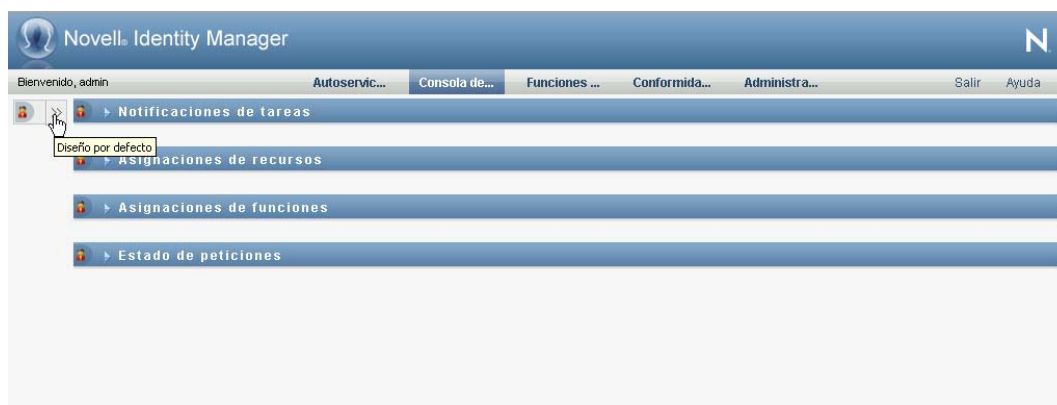 Novell® Identity Manager
N
Bienvenido, admin Autoservic... Consola de... Funciones ... Conformida... Administra... Salir Ayuda
Notificaciones de tareas
Diseño por defecto
Asignaciones de recursos
Asignaciones de funciones
Estado de peticiones